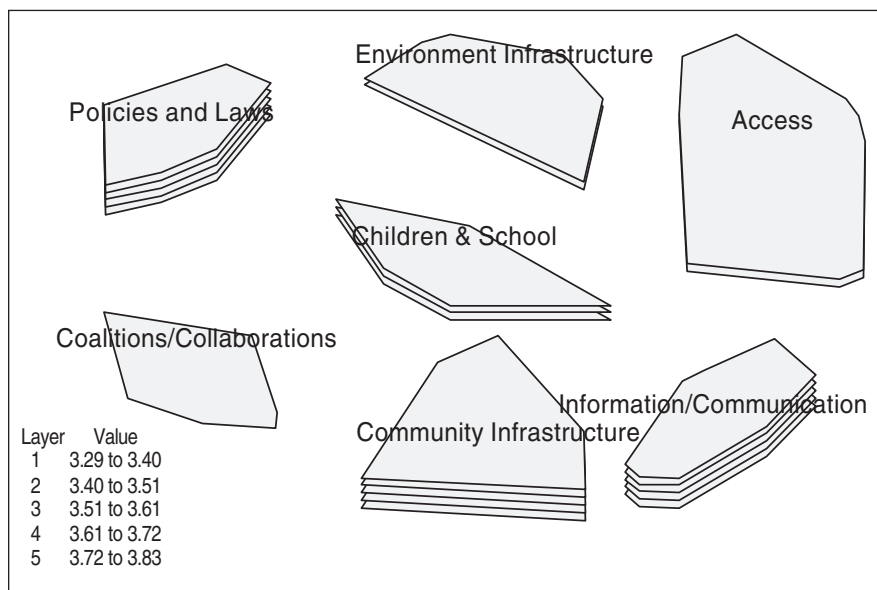 Environment Infrastructure
Policies and Laws
Access
Children & School
Coalitions/Collaborations
Information/Communication
Community Infrastructure
Layer Value
1 3.29 to 3.40
2 3.40 to 3.51
3 3.51 to 3.61
4 3.61 to 3.72
5 3.72 to 3.83